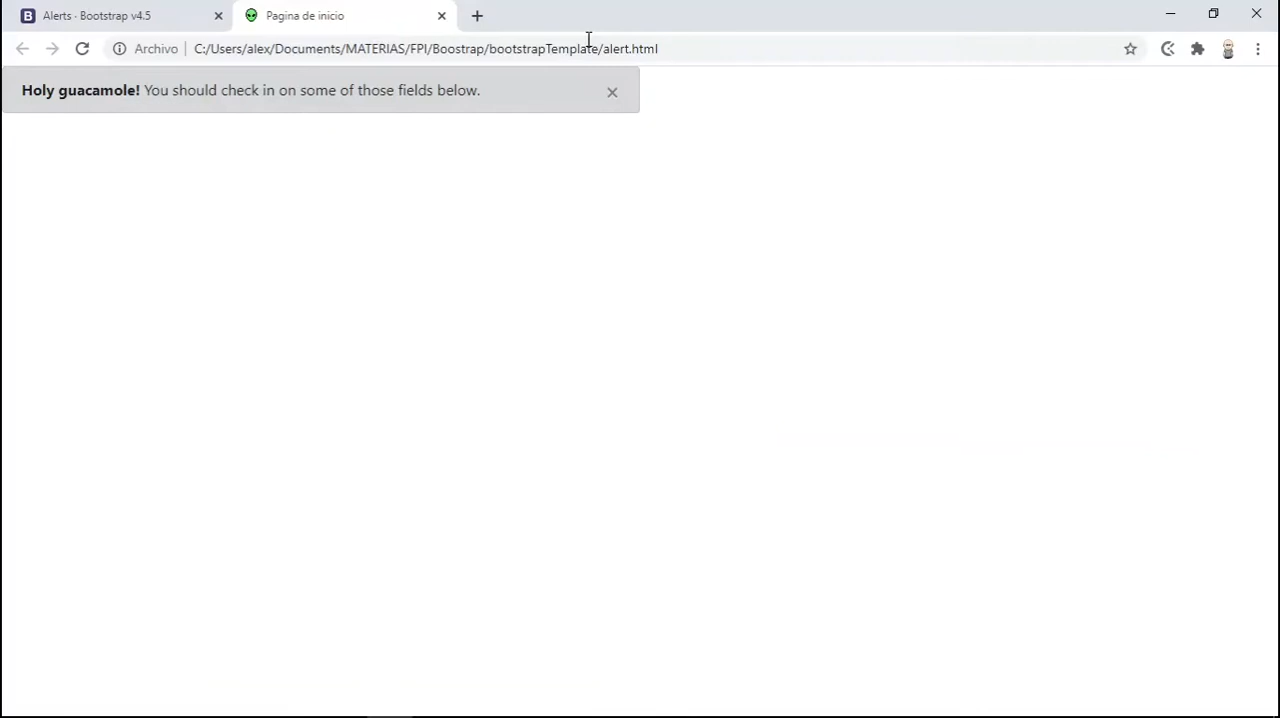 Alerts · Bootstrap v4.5
Pagina de inicio
Archivo
C:/Users/alex/Documents/MATERIAS/FPI/Boostrap/bootstrapTemplate/alert.html
Holy guacamole! You should check in on some of those fields below.